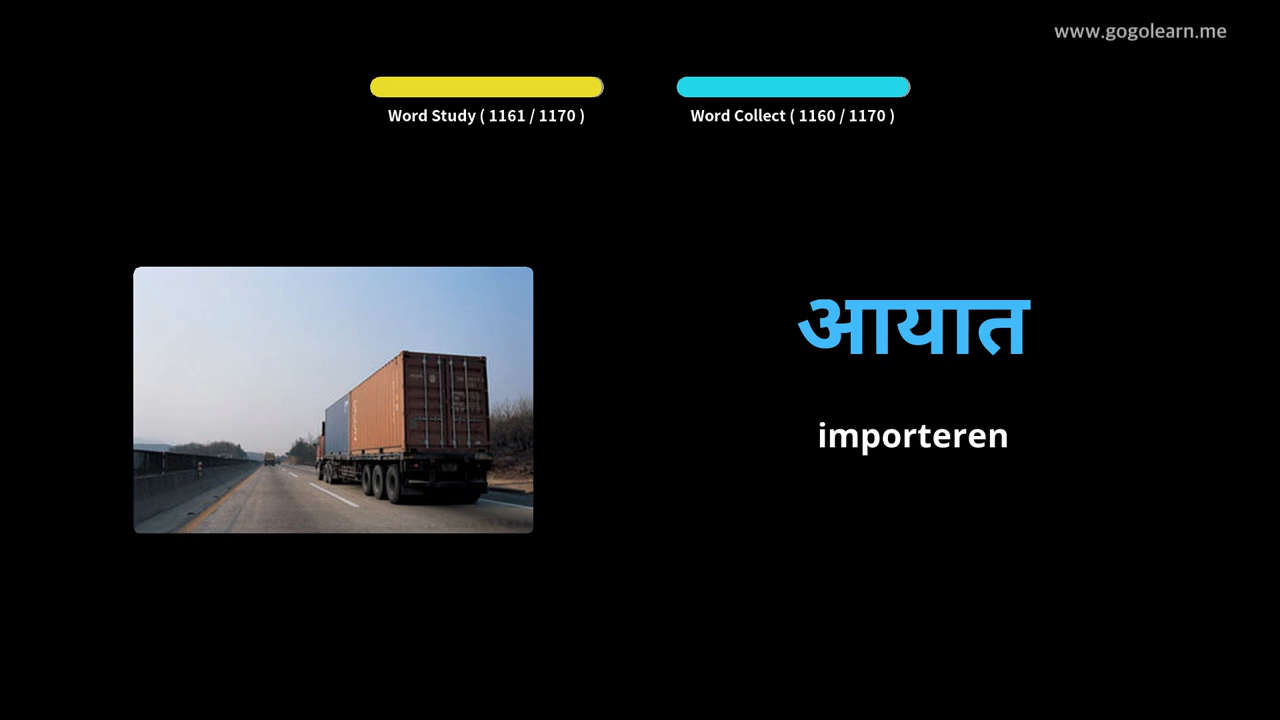 www.gogolearn.me
Word Study ( 1161 / 1170 )
Word Collect ( 1160 / 1170 )
आयात
importeren